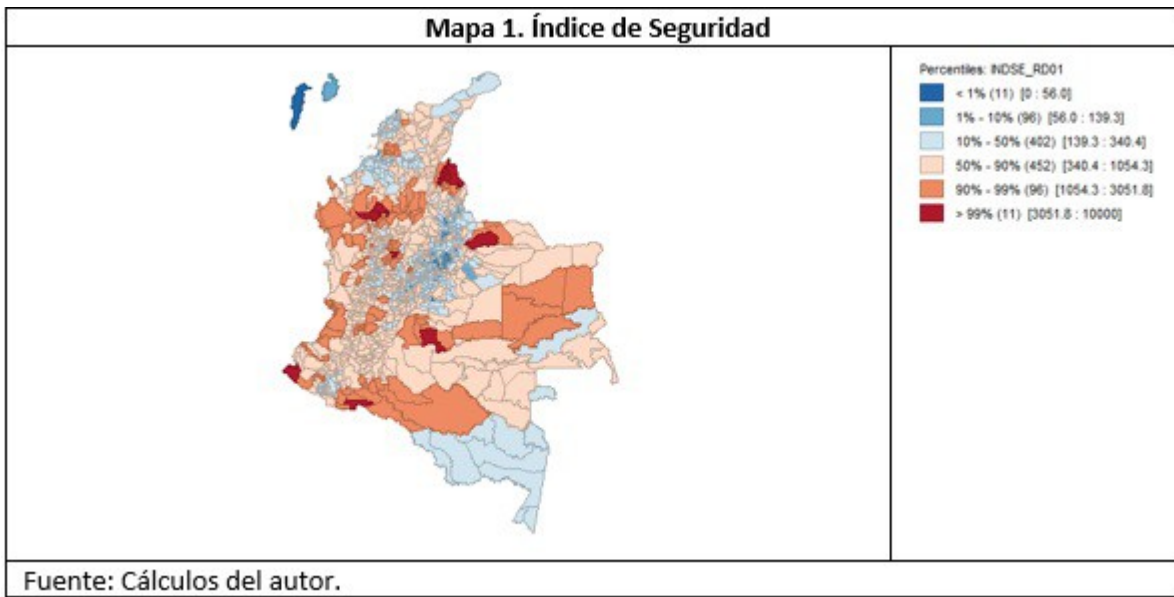 Mapa 1. Índice de Seguridad
Percentiles: INDSE_RD01
< 1% (11) [0 : 56.0]
1% - 10% (96) [56.0 : 139.3]
10% - 50% (402) [139.3 : 340.4]
50% - 90% (452) [340.4 : 1054.3]
90% - 99% (96) [1054.3 : 3051.8]
> 99% (11) [3051.8 : 10000]
Fuente: Cálculos del autor.